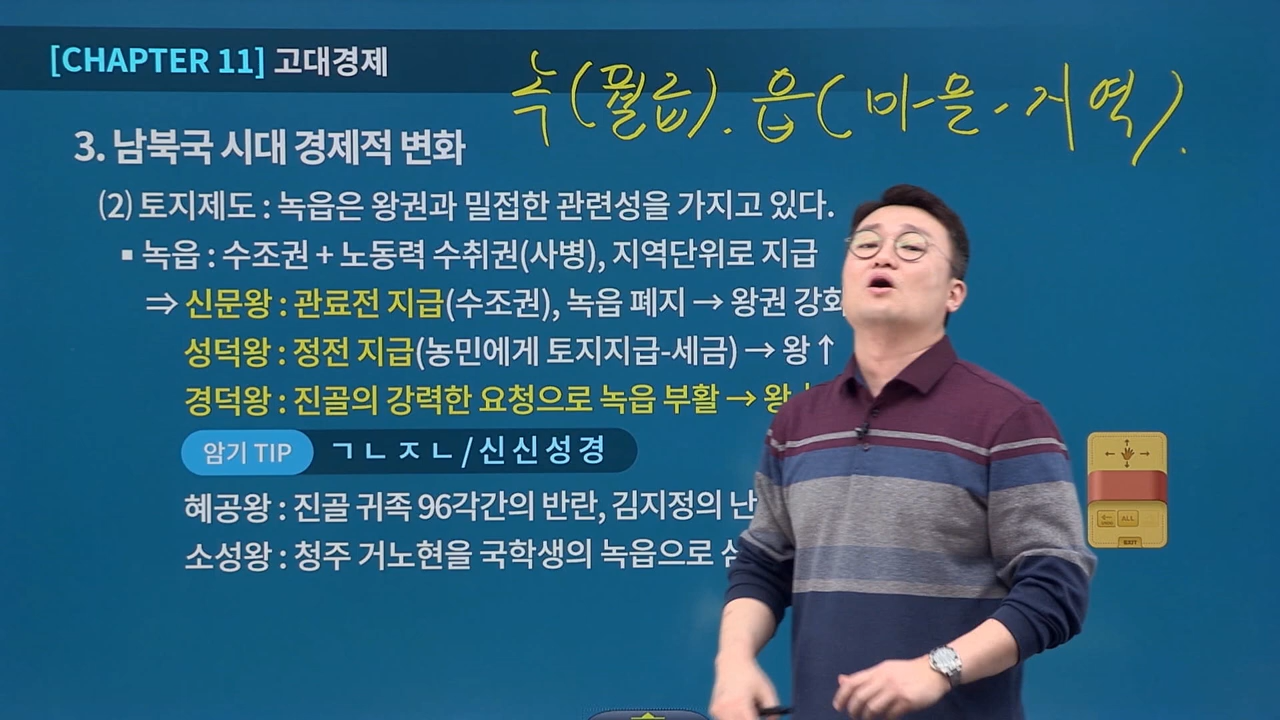 [CHAPTER 11] 고대경제
녹(월급). 읍(마을·지역).
3. 남북국 시대 경제적 변화
(2) 토지제도 : 녹읍은 왕권과 밀접한 관련성을 가지고 있다.
▪ 녹읍 : 수조권 + 노동력 수취권(사병), 지역단위로 지급
⇒ 신문왕 : 관료전 지급(수조권), 녹읍 폐지 → 왕권 강화
성덕왕 : 정전 지급(농민에게 토지지급-세금) → 왕↑
경덕왕 : 진골의 강력한 요청으로 녹읍 부활 → 왕
암기 TIP ㄱ ㄴ ㅈ ㄴ / 신 신 성 경
혜공왕 : 진골 귀족 96각간의 반란, 김지정의 난
소성왕 : 청주 거노현을 국학생의 녹읍으로
ALL
EXIT